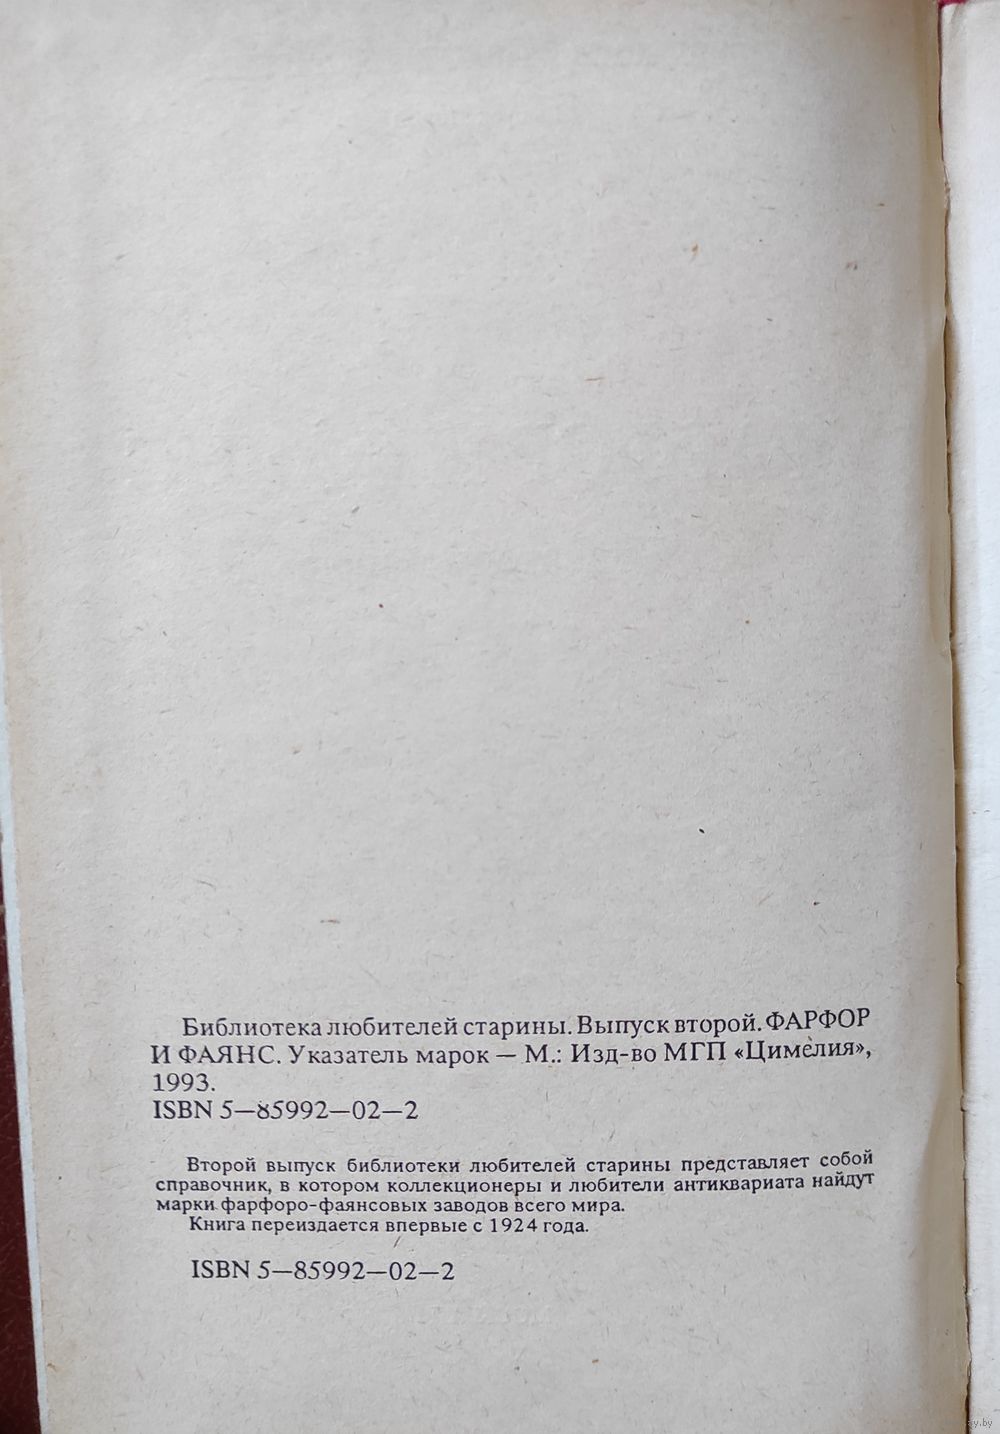 Библиотека любителей старины. Выпуск второй. ФАРФОР
И ФАЯНС. Указатель марок — М.: Изд-во МГП «Цимелия»,
1993.
ISBN 5—85992—02—2
Второй выпуск библиотеки любителей старины представляет собой
справочник, в котором коллекционеры и любители антиквариата найдут
марки фарфоро-фаянсовых заводов всего мира.
Книга переиздается впервые с 1924 года.
ISBN 5—85992—02—2